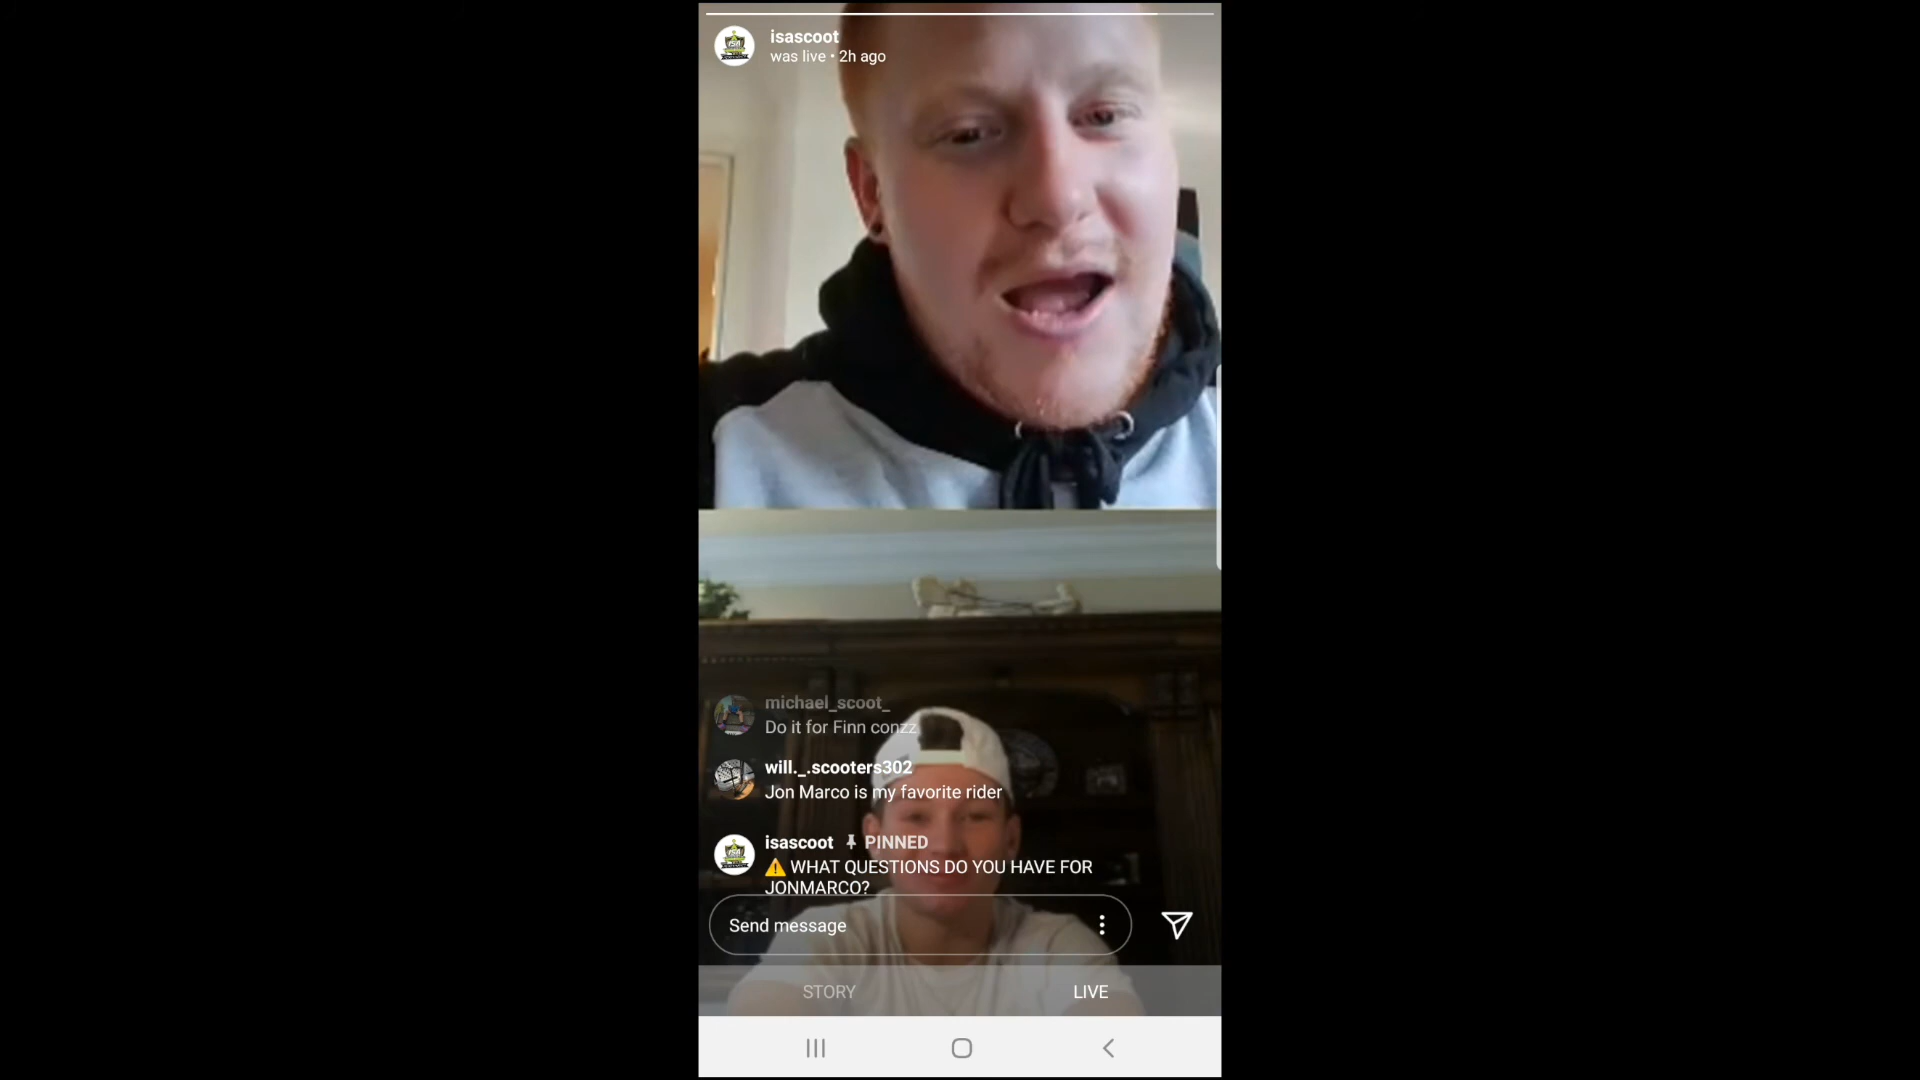 isascoot
was live • 2h ago
michael_scoot_
Do it for Finn conzz
will._.scooters302
Jon Marco is my favorite rider
isascoot PINNED
⚠ WHAT QUESTIONS DO YOU HAVE FOR
JONMARCO?
Send message
STORY
LIVE